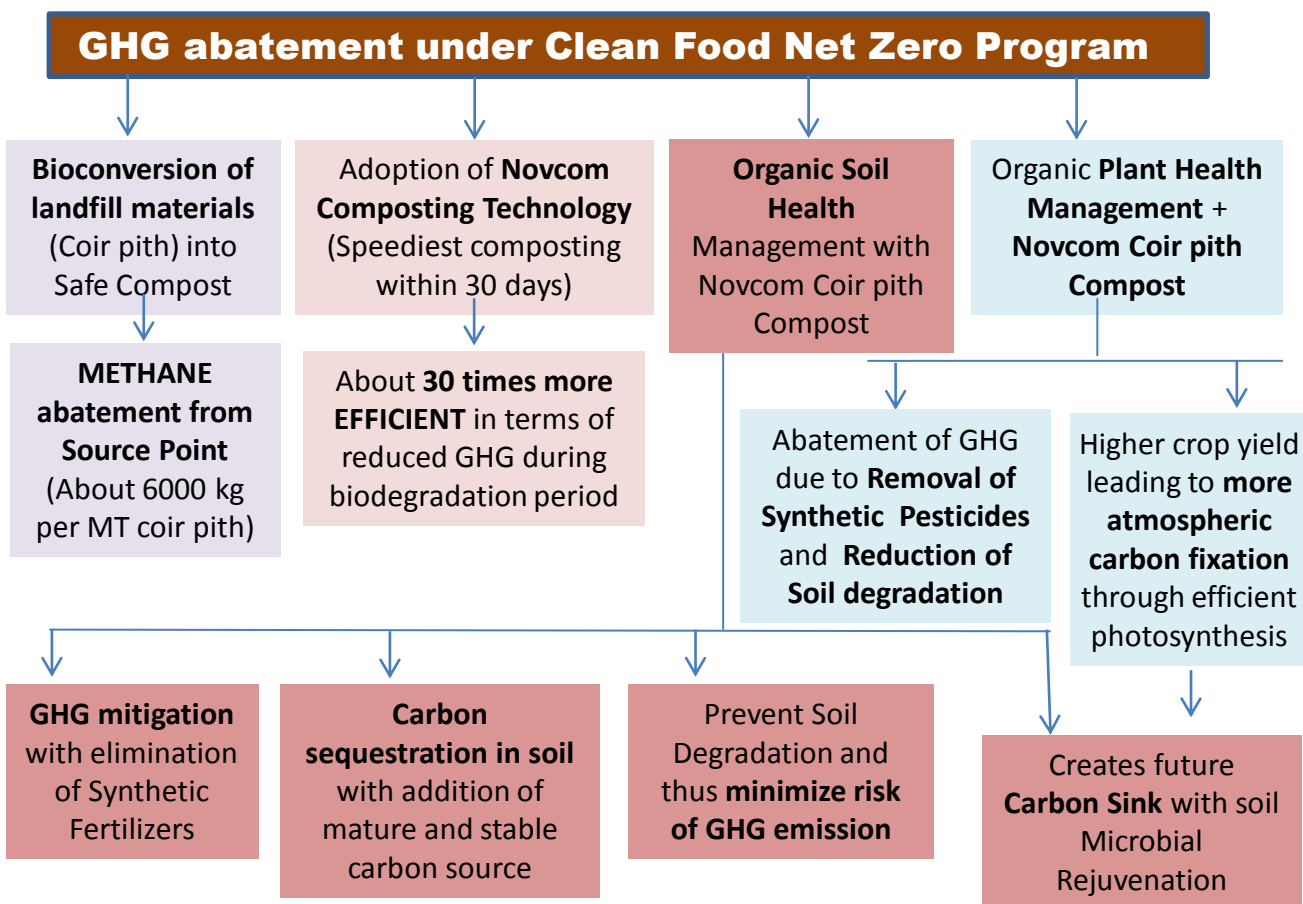 GHG abatement under Clean Food Net Zero Program
Bioconversion of
landfill materials
(Coir pith) into
Safe Compost
Adoption of Novcom
Composting Technology
(Speediest composting
within 30 days)
Organic Soil
Health
Management with
Novcom Coir pith
Compost
Organic Plant Health
Management +
Novcom Coir pith
Compost
METHANE
abatement from
Source Point
(About 6000 kg
per MT coir pith)
About 30 times more
EFFICIENT in terms of
reduced GHG during
biodegradation period
Abatement of GHG
due to Removal of
Synthetic Pesticides
and Reduction of
Soil degradation
Higher crop yield
leading to more
atmospheric
carbon fixation
through efficient
photosynthesis
GHG mitigation
with elimination
of Synthetic
Fertilizers
Carbon
sequestration in soil
with addition of
mature and stable
carbon source
Prevent Soil
Degradation and
thus minimize risk
of GHG emission
Creates future
Carbon Sink with soil
Microbial
Rejuvenation